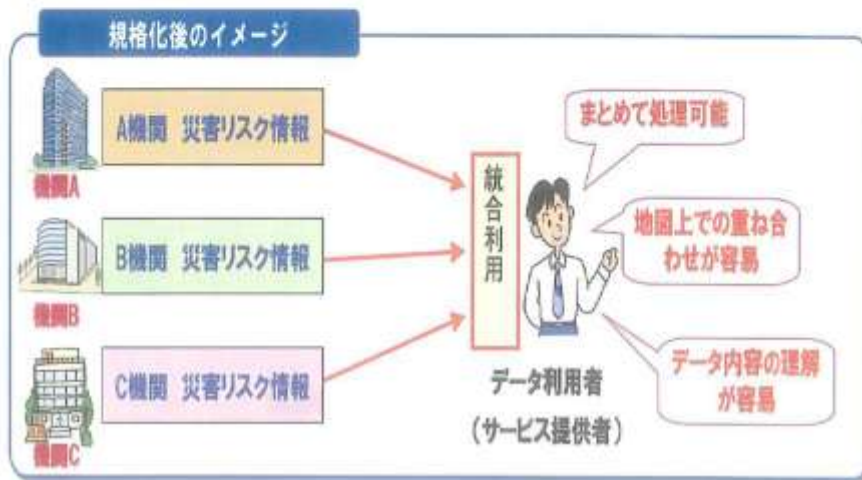 規格化後のイメージ
A機関 災害リスク情報
機関A
B機関 災害リスク情報
機関B
C機関 災害リスク情報
機関C
統合利用
データ利用者
（サービス提供者）
まとめて処理可能
地図上での重ね合
わせが容易
データ内容の理解
が容易